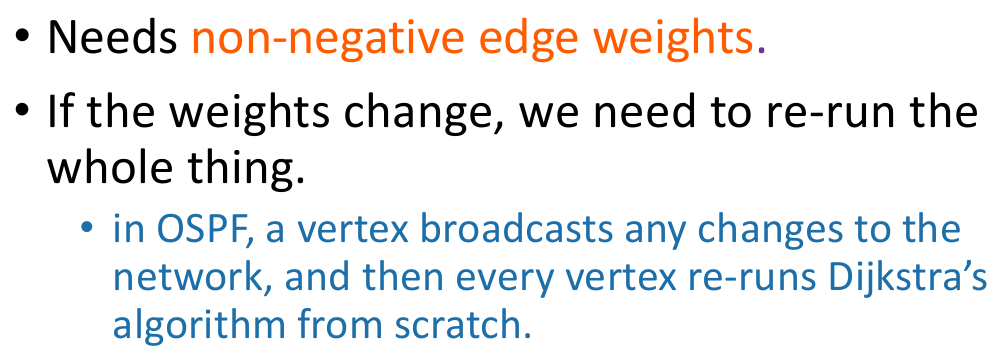 • Needs non-negative edge weights.
• If the weights change, we need to re-run the
whole thing.
• in OSPF, a vertex broadcasts any changes to the
network, and then every vertex re-runs Dijkstra’s
algorithm from scratch.